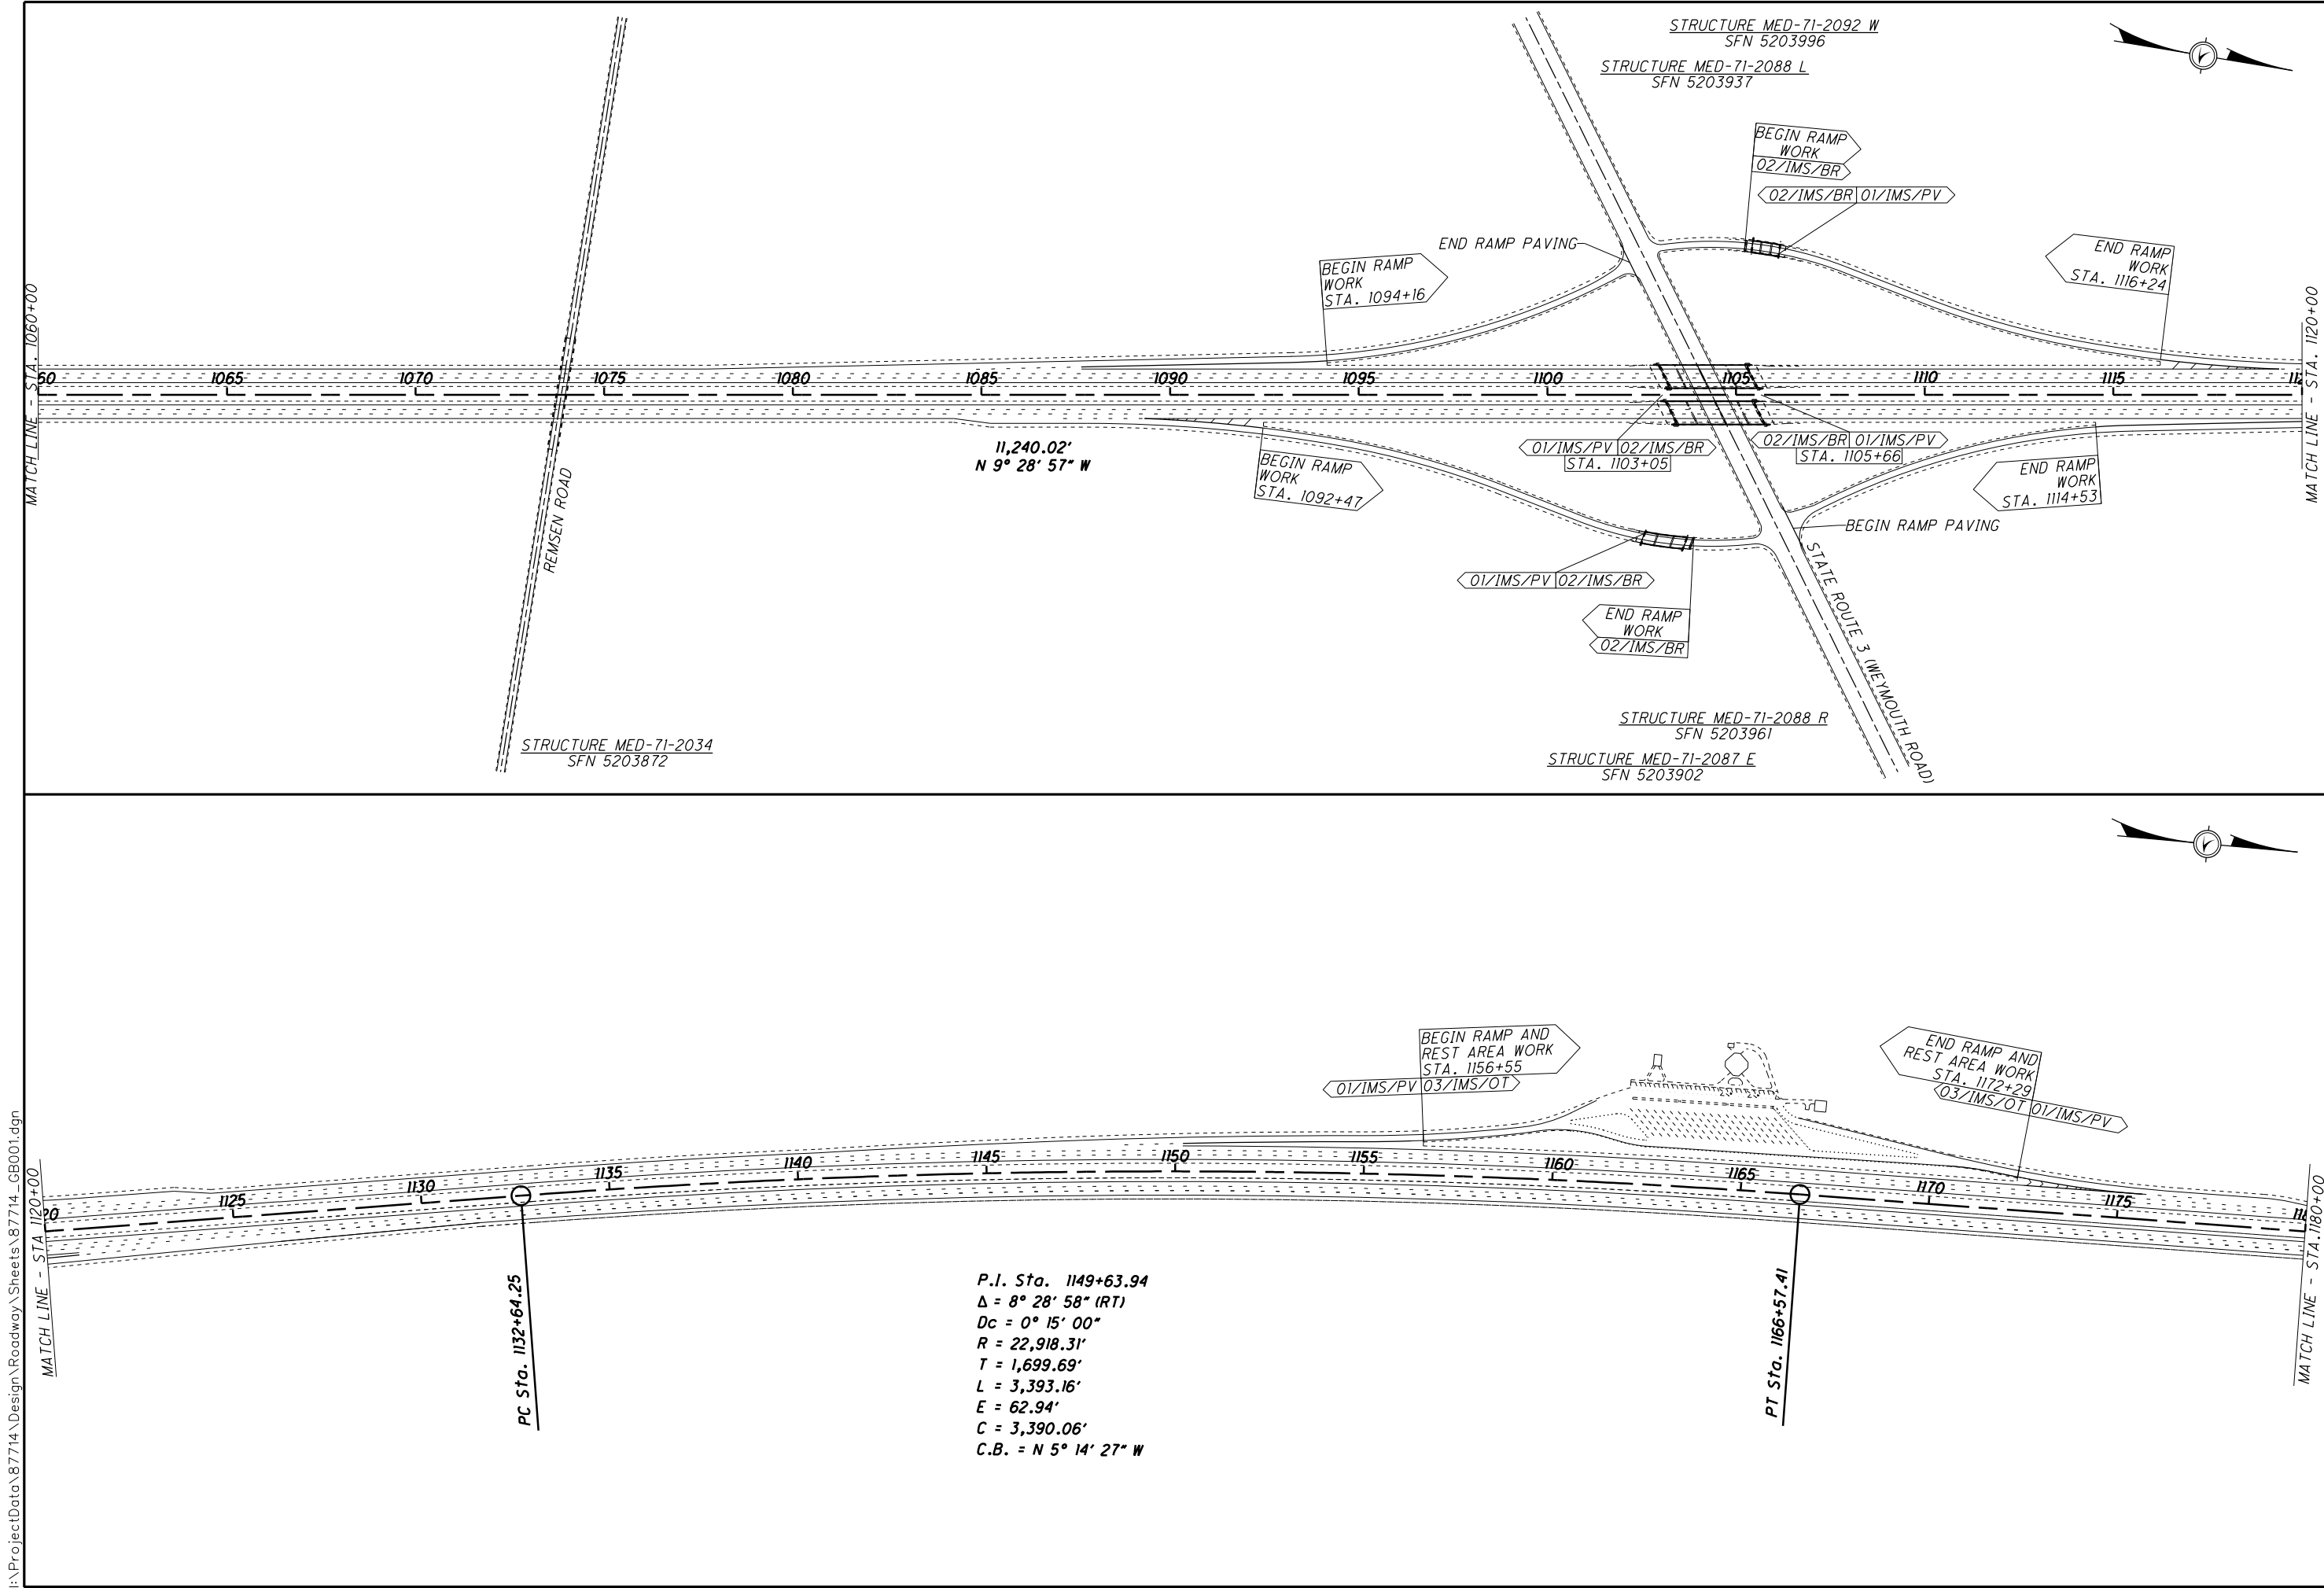 STRUCTURE MED-71-2092 W
SFN 5203996
STRUCTURE MED-71-2088 L
SFN 5203937
BEGIN RAMP
WORK
02/IMS/BR
02/IMS/BR 01/IMS/PV
END RAMP PAVING
BEGIN RAMP
WORK
STA. 1094+16
END RAMP
WORK
STA. 1116+24
MATCH LINE - STA. 1060+00
60 1065 1070 1075 1080 1085 1090 1095 1100 1105 1110 1115 112
MATCH LINE - STA. 1120+00
11,240.02'
N 9° 28' 57" W
01/IMS/PV 02/IMS/BR
STA. 1103+05
02/IMS/BR 01/IMS/PV
STA. 1105+66
BEGIN RAMP
WORK
STA. 1092+47
END RAMP
WORK
STA. 1114+53
REMSEN ROAD
BEGIN RAMP PAVING
01/IMS/PV 02/IMS/BR
END RAMP
WORK
02/IMS/BR
STATE ROUTE 3 (WEYMOUTH ROAD)
STRUCTURE MED-71-2034
SFN 5203872
STRUCTURE MED-71-2088 R
SFN 5203961
STRUCTURE MED-71-2087 E
SFN 5203902
BEGIN RAMP AND
REST AREA WORK
STA. 1156+55
01/IMS/PV 03/IMS/OT
END RAMP AND
REST AREA WORK
STA. 1172+29
03/IMS/OT 01/IMS/PV
MATCH LINE - STA 1120+00
20 1125 1130 1135 1140 1145 1150 1155 1160 1165 1170 1175 118
MATCH LINE - STA.1180+00
PC Sta. 1132+64.25
PT Sta. 1166+57.41
P.I. Sta. 1149+63.94
Δ = 8° 28' 58" (RT)
Dc = 0° 15' 00"
R = 22,918.31'
T = 1,699.69'
L = 3,393.16'
E = 62.94'
C = 3,390.06'
C.B. = N 5° 14' 27" W
I:\ProjectData\87714\Design\Roadway\Sheets\87714_GB001.dgn